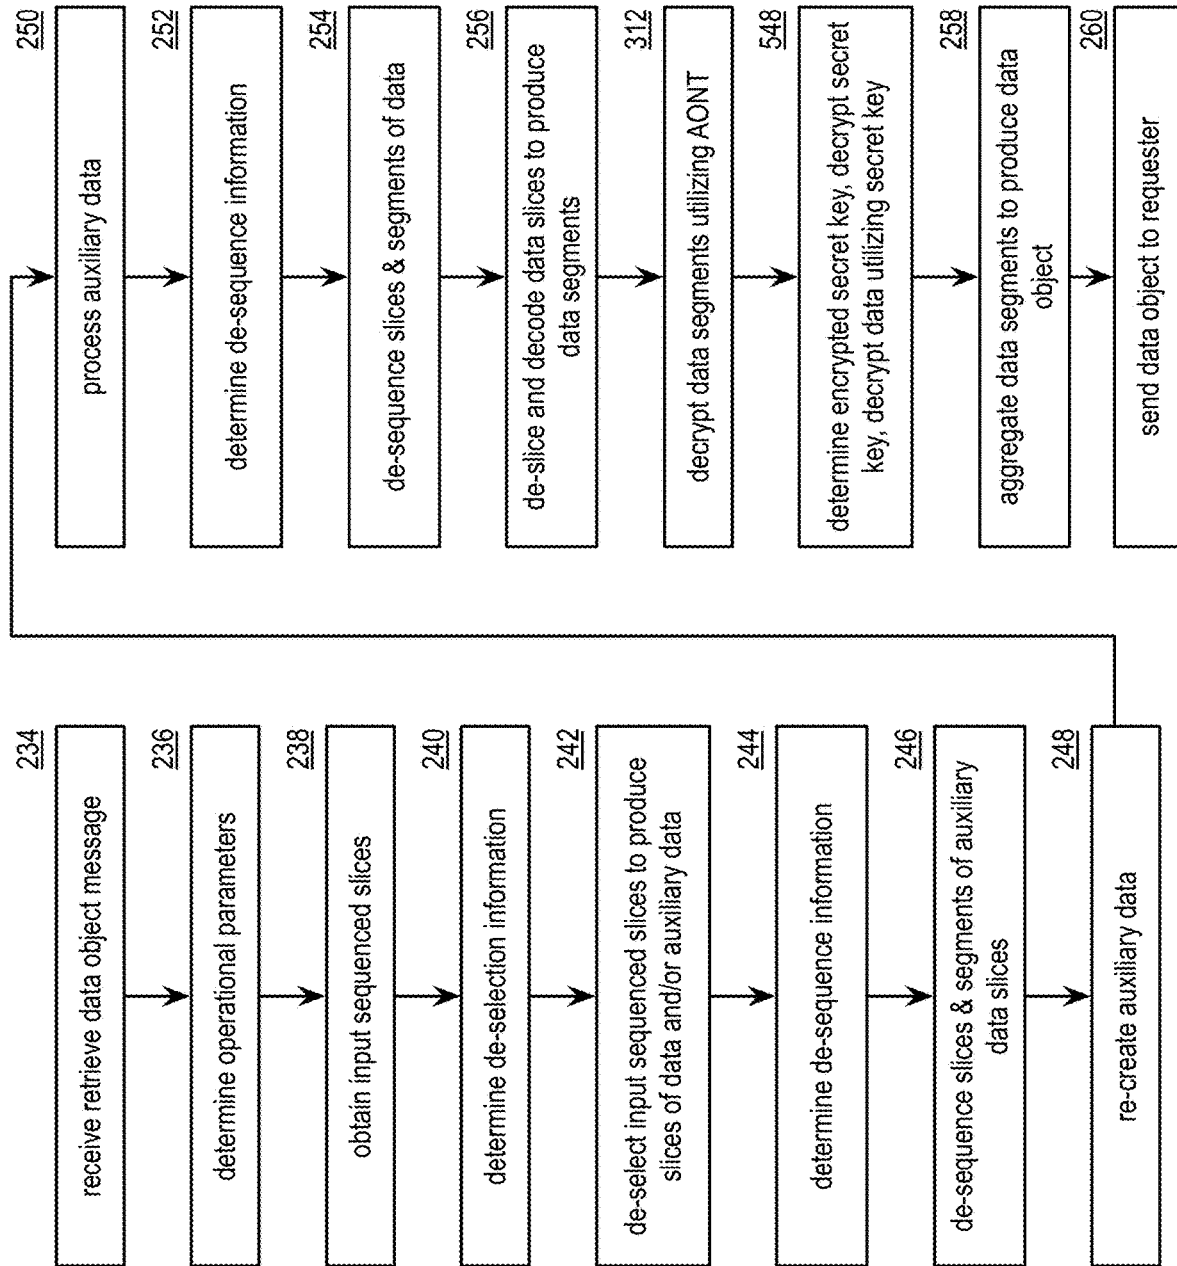 234
receive retrieve data object message
236
determine operational parameters
238
obtain input sequenced slices
240
determine de-selection information
242
de-select input sequenced slices to produce
slices of data and/or auxiliary data
244
determine de-sequence information
246
de-sequence slices & segments of auxiliary
data slices
248
re-create auxiliary data
250
process auxiliary data
252
determine de-sequence information
254
de-sequence slices & segments of data
256
de-slice and decode data slices to produce
data segments
312
decrypt data segments utilizing AONT
548
determine encrypted secret key, decrypt secret
key, decrypt data utilizing secret key
258
aggregate data segments to produce data
object
260
send data object to requester